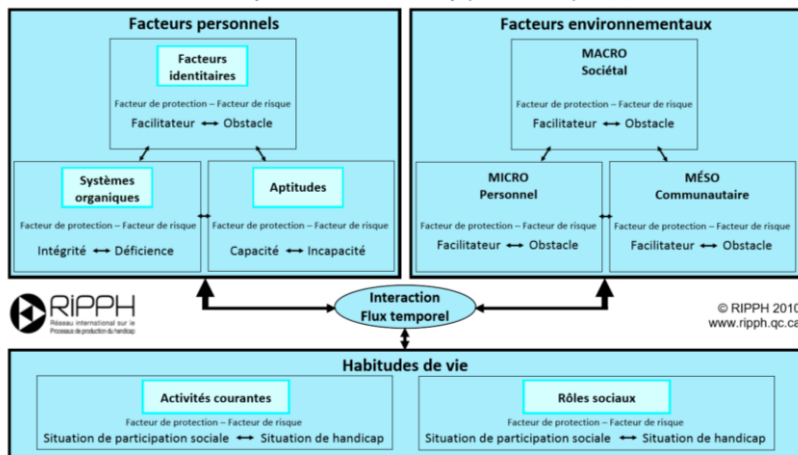 Facteurs personnels
Facteurs
identitaires
Facteur de protection – Facteur de risque
Facilitateur ↔ Obstacle
Systèmes
organiques
Facteur de protection – Facteur de risque
Intégrité ↔ Déficience
Aptitudes
Facteur de protection – Facteur de risque
Capacité ↔ Incapacité
Facteurs environnementaux
MACRO
Sociétal
Facteur de protection – Facteur de risque
Facilitateur ↔ Obstacle
MICRO
Personnel
Facteur de protection – Facteur de risque
Facilitateur ↔ Obstacle
MÉSO
Communautaire
Facteur de protection – Facteur de risque
Facilitateur ↔ Obstacle
RIPPH
Réseau international sur le
Processus de production du handicap
Interaction
Flux temporel
© RIPPH 2010
www.ripph.qc.ca
Habitudes de vie
Activités courantes
Facteur de protection – Facteur de risque
Situation de participation sociale ↔ Situation de handicap
Rôles sociaux
Facteur de protection – Facteur de risque
Situation de participation sociale ↔ Situation de handicap